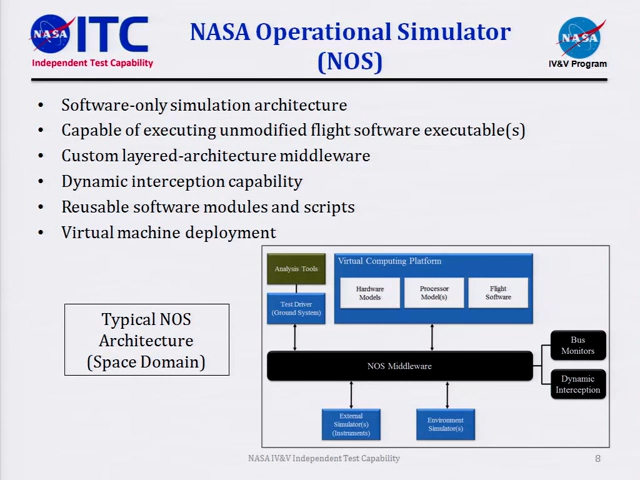 NASA ITC
Independent Test Capability
NASA Operational Simulator
(NOS)
NASA
IV&V Program
• Software-only simulation architecture
• Capable of executing unmodified flight software executable(s)
• Custom layered-architecture middleware
• Dynamic interception capability
• Reusable software modules and scripts
• Virtual machine deployment
Typical NOS
Architecture
(Space Domain)
Analysis Tools
Test Driver
(Ground System)
Virtual Computing Platform
Hardware
Models
Processor
Model(s)
Flight
Software
NOS Middleware
Bus
Monitors
Dynamic
Interception
External
Simulator(s)
(Instruments)
Environment
Simulator(s)
NASA IV&V Independent Test Capability
8